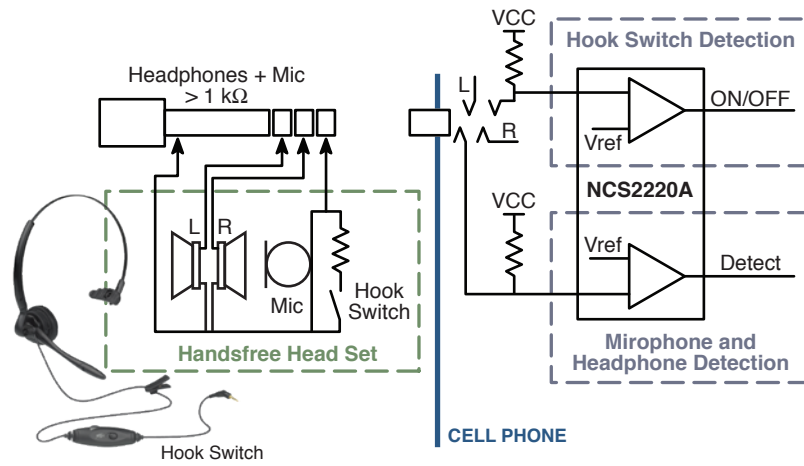 VCC
Hook Switch Detection
Headphones + Mic
> 1 kΩ
L
ON/OFF
R
Vref
NCS2220A
VCC
L R
Vref
Detect
Mic
Hook
Switch
Handsfree Head Set
Mirophone and
Headphone Detection
CELL PHONE
Hook Switch